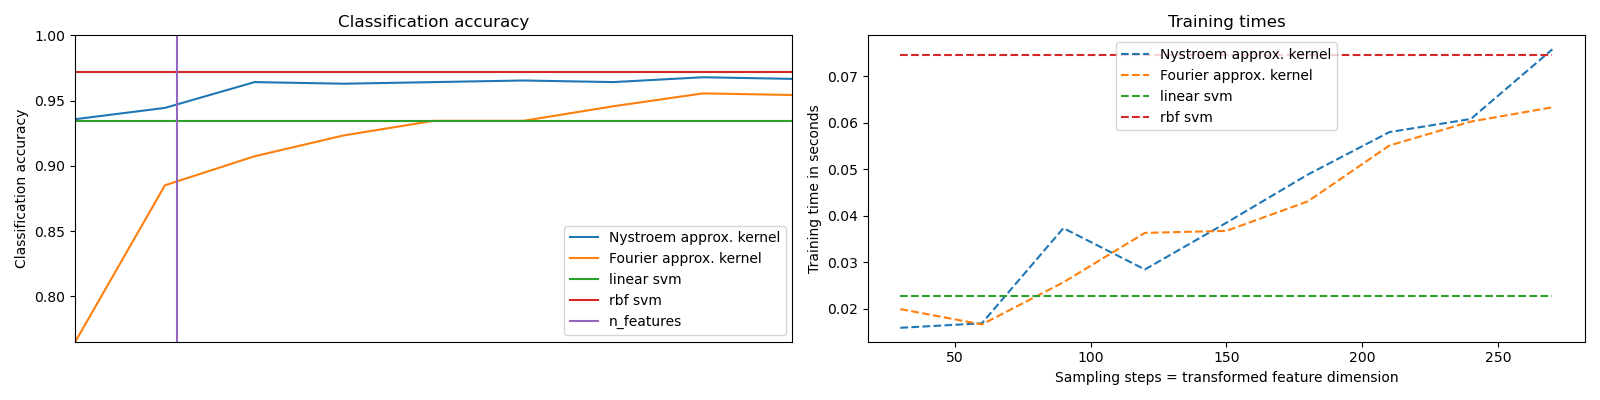 Classification accuracy
Classification accuracy
1.00
0.95
0.90
0.85
0.80
Nystroem approx. kernel
Fourier approx. kernel
linear svm
rbf svm
n_features
Training times
Training time in seconds
0.07
0.06
0.05
0.04
0.03
0.02
Nystroem approx. kernel
Fourier approx. kernel
linear svm
rbf svm
50 100 150 200 250
Sampling steps = transformed feature dimension